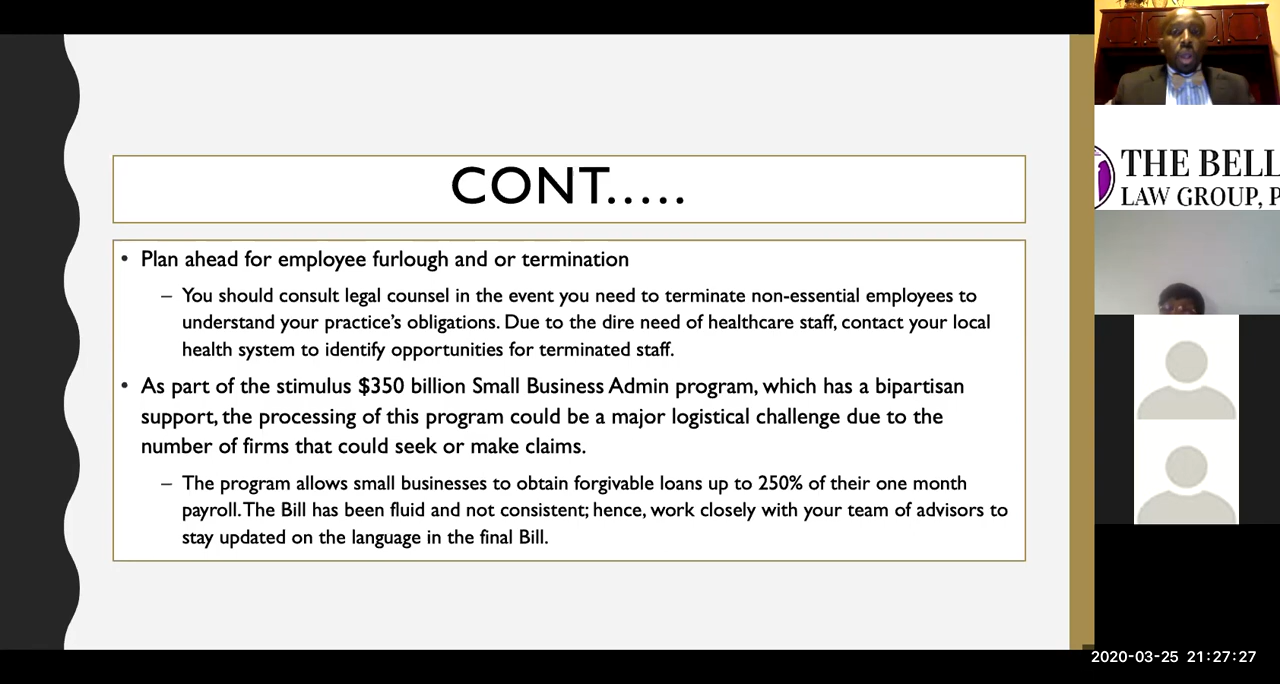 CONT.....
• Plan ahead for employee furlough and or termination
– You should consult legal counsel in the event you need to terminate non-essential employees to
understand your practice's obligations. Due to the dire need of healthcare staff, contact your local
health system to identify opportunities for terminated staff.
• As part of the stimulus $350 billion Small Business Admin program, which has a bipartisan
support, the processing of this program could be a major logistical challenge due to the
number of firms that could seek or make claims.
– The program allows small businesses to obtain forgivable loans up to 250% of their one month
payroll. The Bill has been fluid and not consistent; hence, work closely with your team of advisors to
stay updated on the language in the final Bill.
THE BELL
LAW GROUP, P
2020-03-25 21:27:27